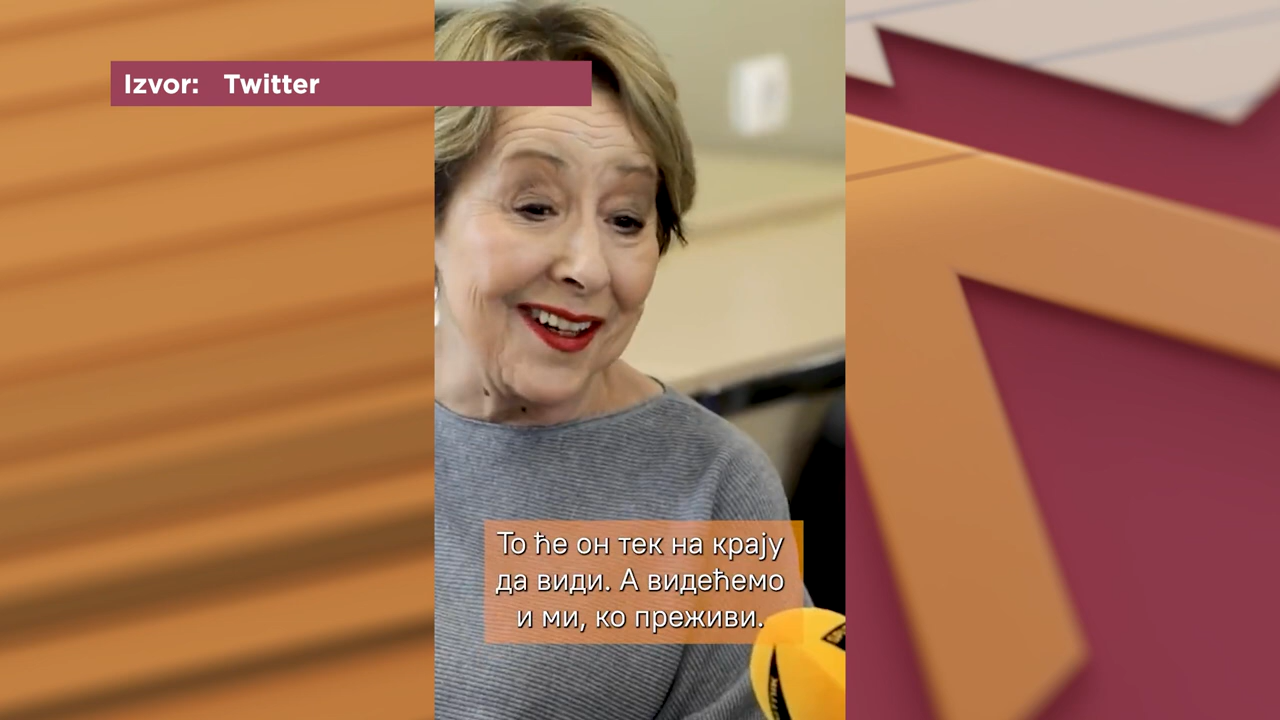 Izvor: Twitter
То ће он тек на крају
да види. А видећемо
и ми, ко преживи.